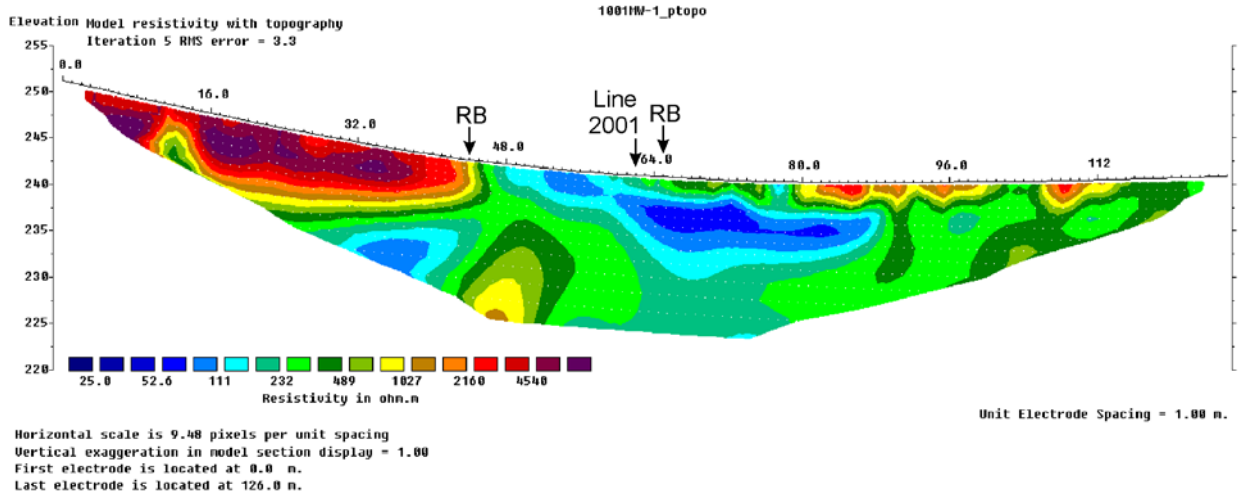 1001MW-1_ptopo
Elevation Model resistivity with topography
Iteration 5 RMS error = 3.3
255
250
245
240
235
230
225
220
0.0
16.0
32.0
48.0
64.0
80.0
96.0
112
RB
Line
2001
RB
25.0 52.6 111 232 489 1027 2160 4540
Resistivity in ohm.m
Unit Electrode Spacing = 1.00 m.
Horizontal scale is 9.48 pixels per unit spacing
Vertical exaggeration in model section display = 1.00
First electrode is located at 0.0 m.
Last electrode is located at 126.0 m.